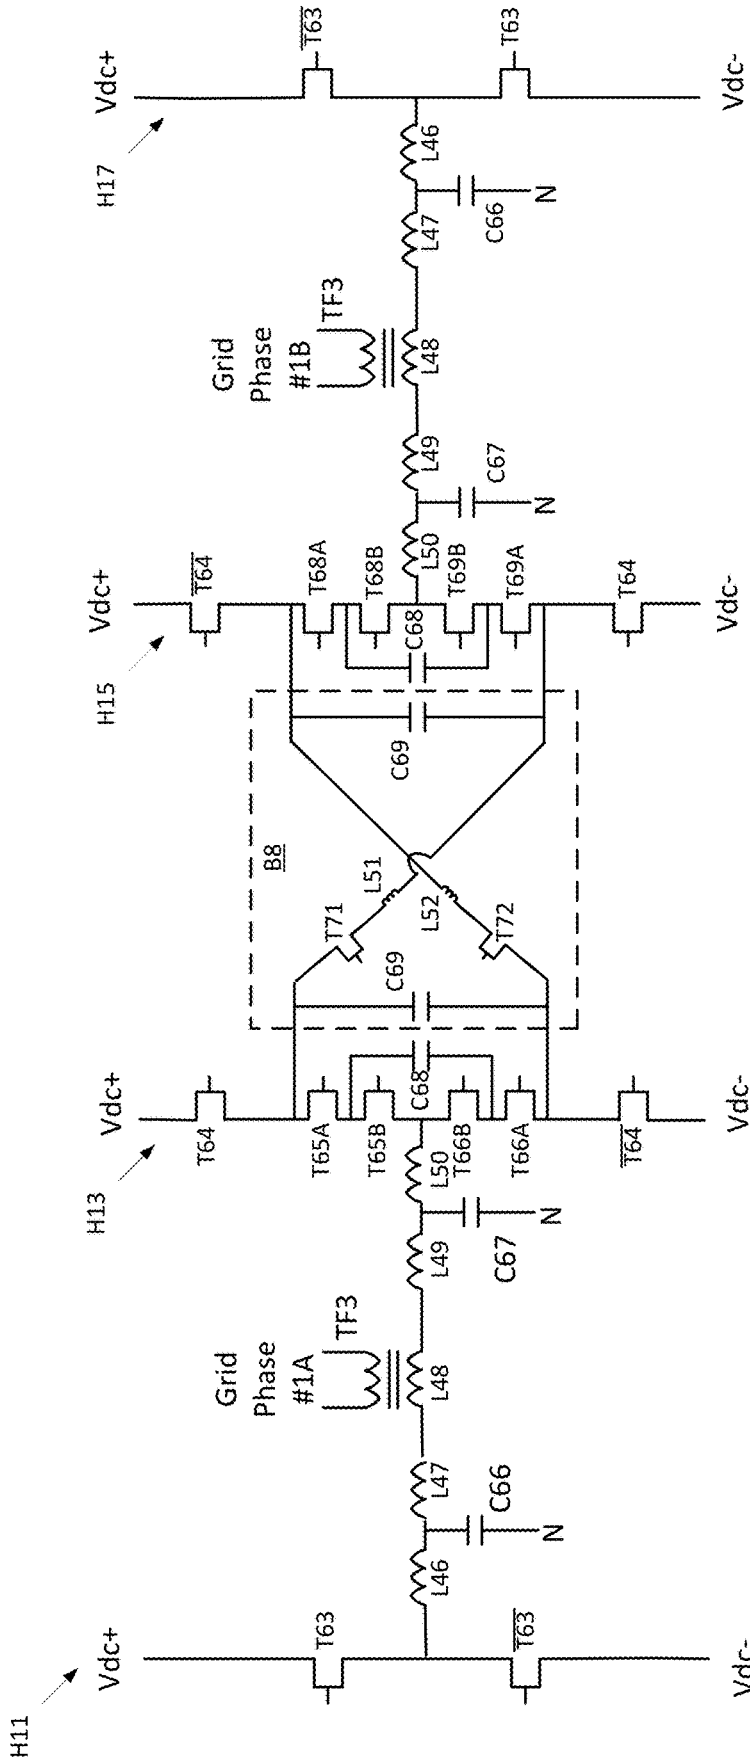 H11
Vdc+
T63
T63
Vdc-
L46
C66
N
L47
Grid
Phase
#1A
TF3
L48
L49
C67
N
L50
H13
Vdc+
T64
T65A
T65B
T66B
T66A
T64
Vdc-
C68
C69
B8
T71
L51
L52
T72
C69
C68
H15
Vdc+
T64
T68A
T68B
T69B
T69A
T64
Vdc-
L50
C67
N
L49
Grid
Phase
#1B
TF3
L48
L47
C66
N
L46
H17
Vdc+
T63
T63
Vdc-